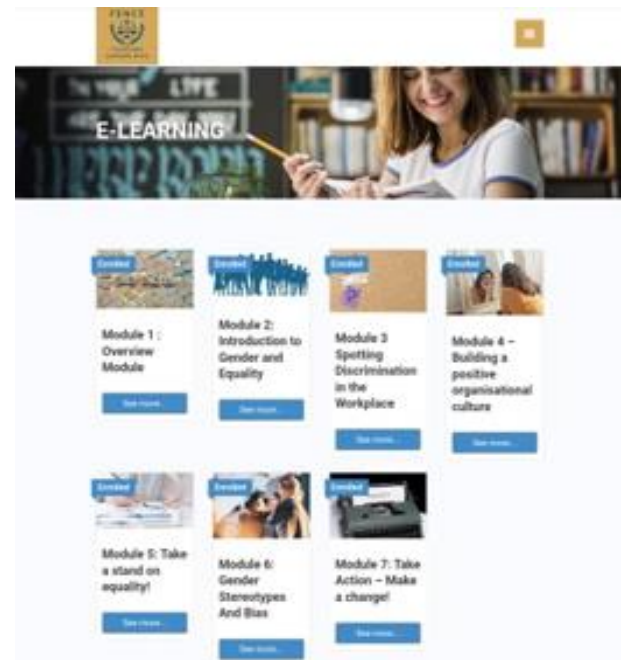 FENCE
E-LEARNING
Enrolled
Module 1 :
Overview
Module
See more...
Enrolled
Module 2:
Introduction to
Gender and
Equality
See more...
Enrolled
Module 3
Spotting
Discrimination
in the
Workplace
See more...
Enrolled
Module 4 –
Building a
positive
organisational
culture
See more...
Enrolled
Module 5: Take
a stand on
equality!
See more...
Enrolled
Module 6:
Gender
Stereotypes
And Bias
See more...
Enrolled
Module 7: Take
Action – Make
a change!
See more...